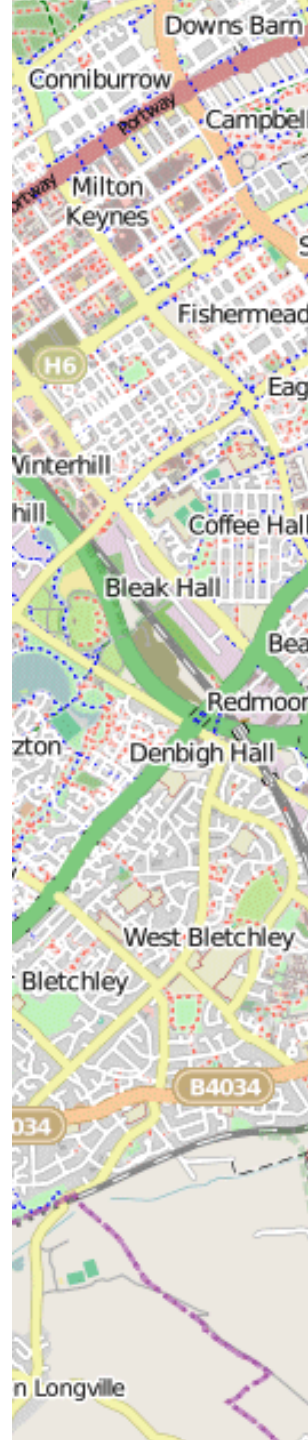 Downs Barn
Conniburrow
Portway
Campbell
Milton
Keynes
Fishermead
H6
Eag
Winterhill
hill
Coffee Hall
Bleak Hall
Bea
Redmoor
zton
Denbigh Hall
West Bletchley
Bletchley
B4034
034
n Longville